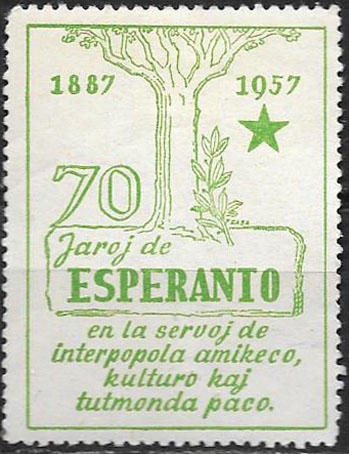 1887 1957
70
Jaroj de
ESPERANTO
en la servoj de
interpopola amikeco,
kulturo kaj
tutmonda paco.